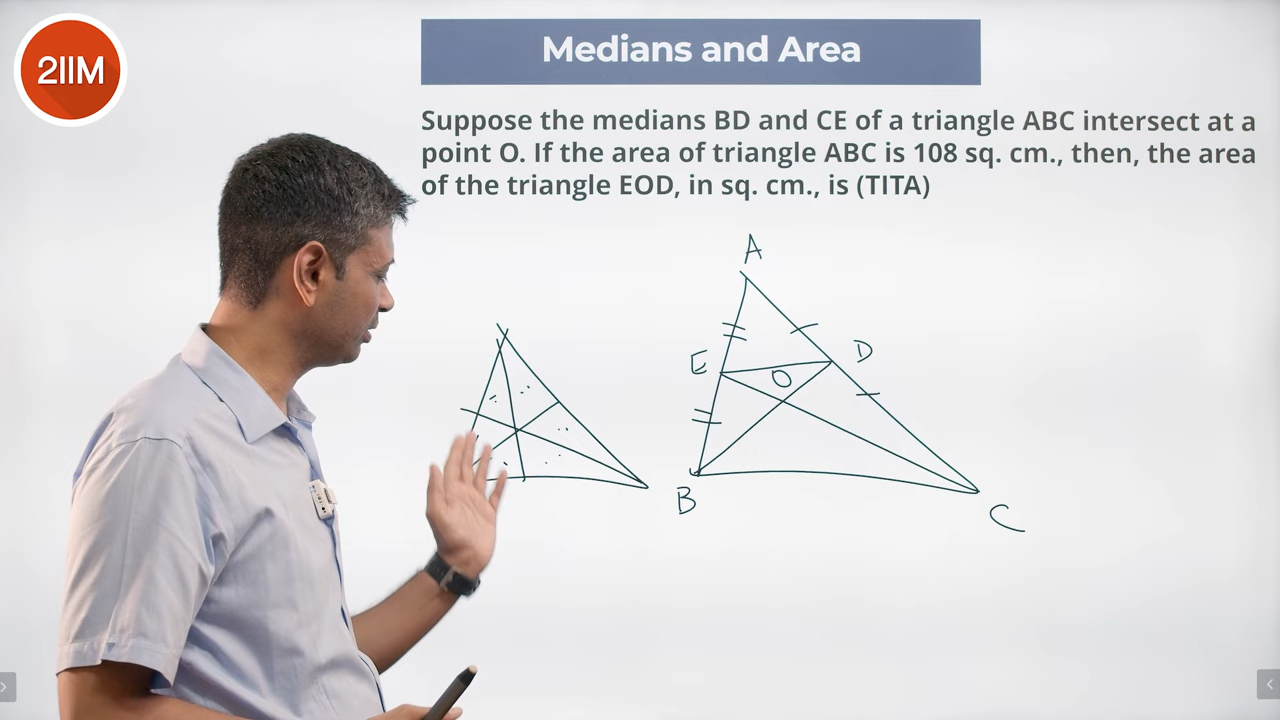 2IIM
Medians and Area
Suppose the medians BD and CE of a triangle ABC intersect at a
point O. If the area of triangle ABC is 108 sq. cm., then, the area
of the triangle EOD, in sq. cm., is (TITA)
A
E
D
O
B
C